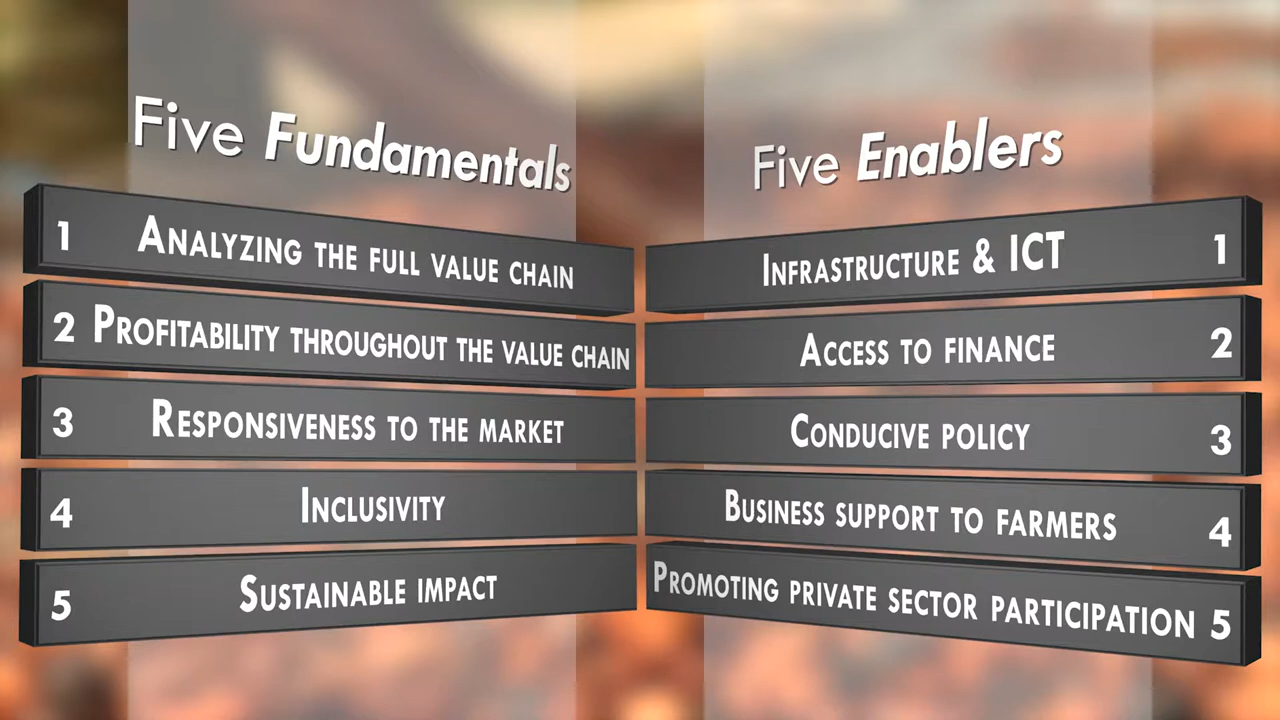 Five Fundamentals
1 Analyzing the full value chain
2 Profitability throughout the value chain
3 Responsiveness to the market
4 Inclusivity
5 Sustainable impact
Five Enablers
Infrastructure & ICT 1
Access to finance 2
Conducive policy 3
Business support to farmers 4
Promoting private sector participation 5